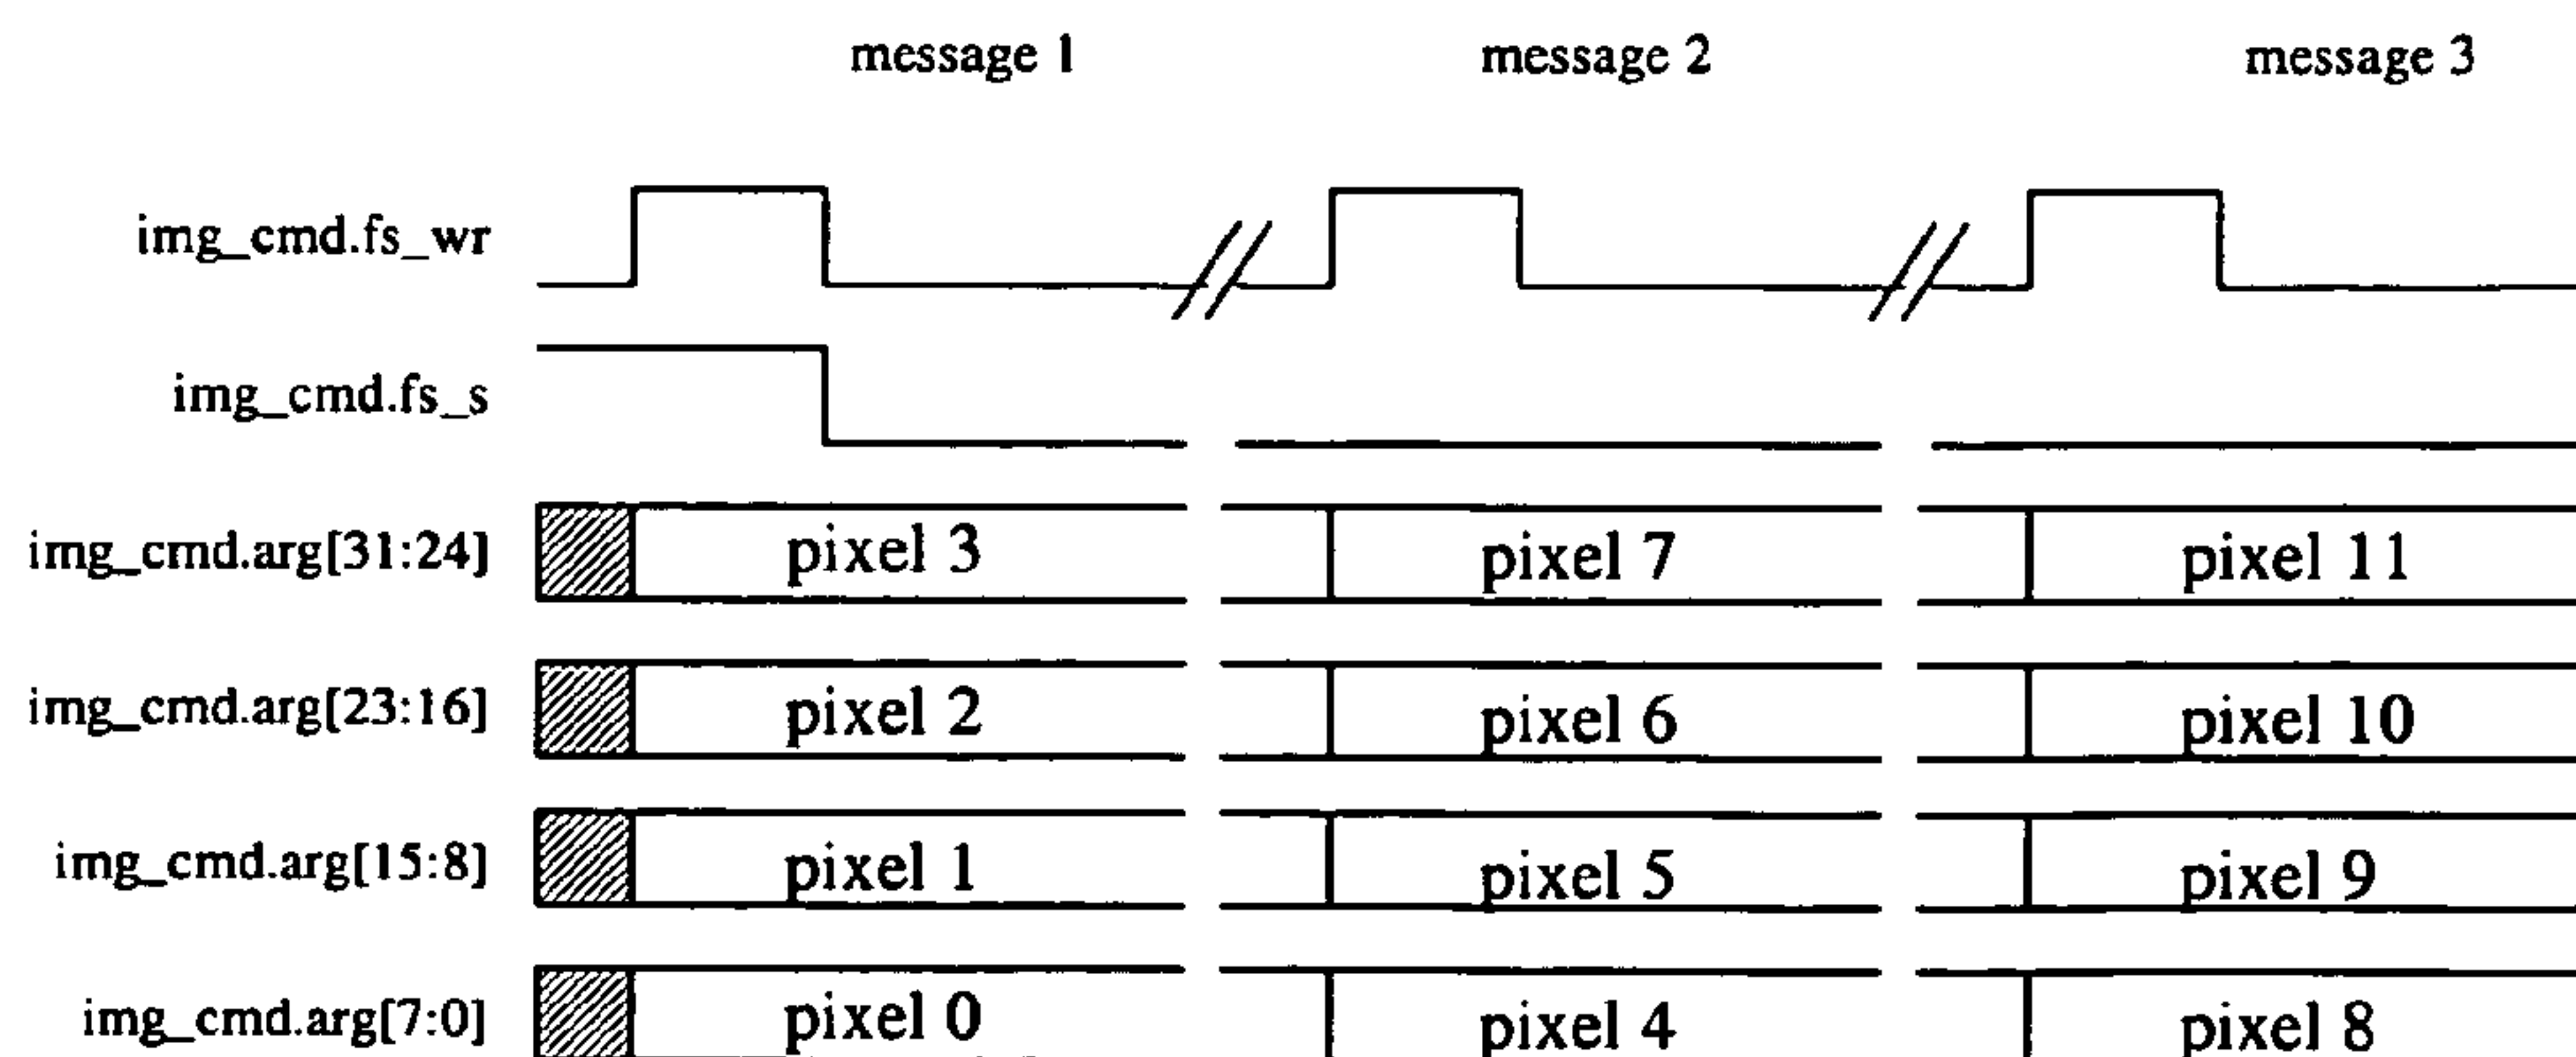 message 1 message 2 message 3
img_cmd.fs_wr
img_cmd.fs_s
img_cmd.arg[31:24] pixel 3 pixel 7 pixel 11
img_cmd.arg[23:16] pixel 2 pixel 6 pixel 10
img_cmd.arg[15:8] pixel 1 pixel 5 pixel 9
img_cmd.arg[7:0] pixel 0 pixel 4 pixel 8